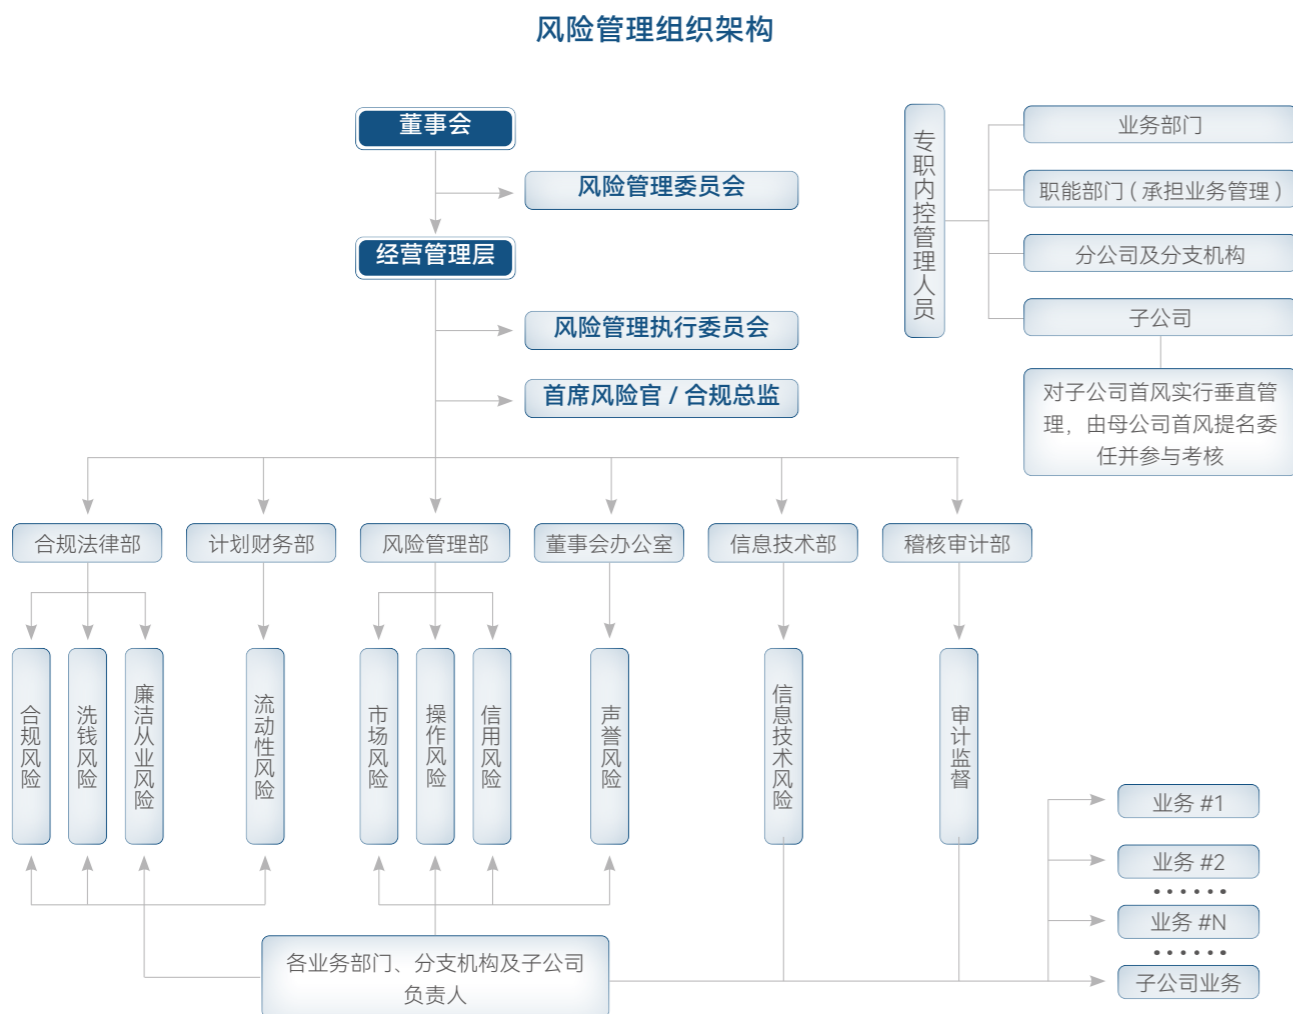 风险管理组织架构
董事会
风险管理委员会
经营管理层
风险管理执行委员会
首席风险官 / 合规总监
专职内控管理人员
业务部门
职能部门 ( 承担业务管理 )
分公司及分支机构
子公司
对子公司首风实行垂直管
理，由母公司首风提名委
任并参与考核
合规法律部
计划财务部
风险管理部
董事会办公室
信息技术部
稽核审计部
合规风险
洗钱风险
廉洁从业风险
流动性风险
市场风险
操作风险
信用风险
声誉风险
信息技术风险
审计监督
各业务部门、分支机构及子公司
负责人
业务 #1
业务 #2
······
业务 #N
······
子公司业务